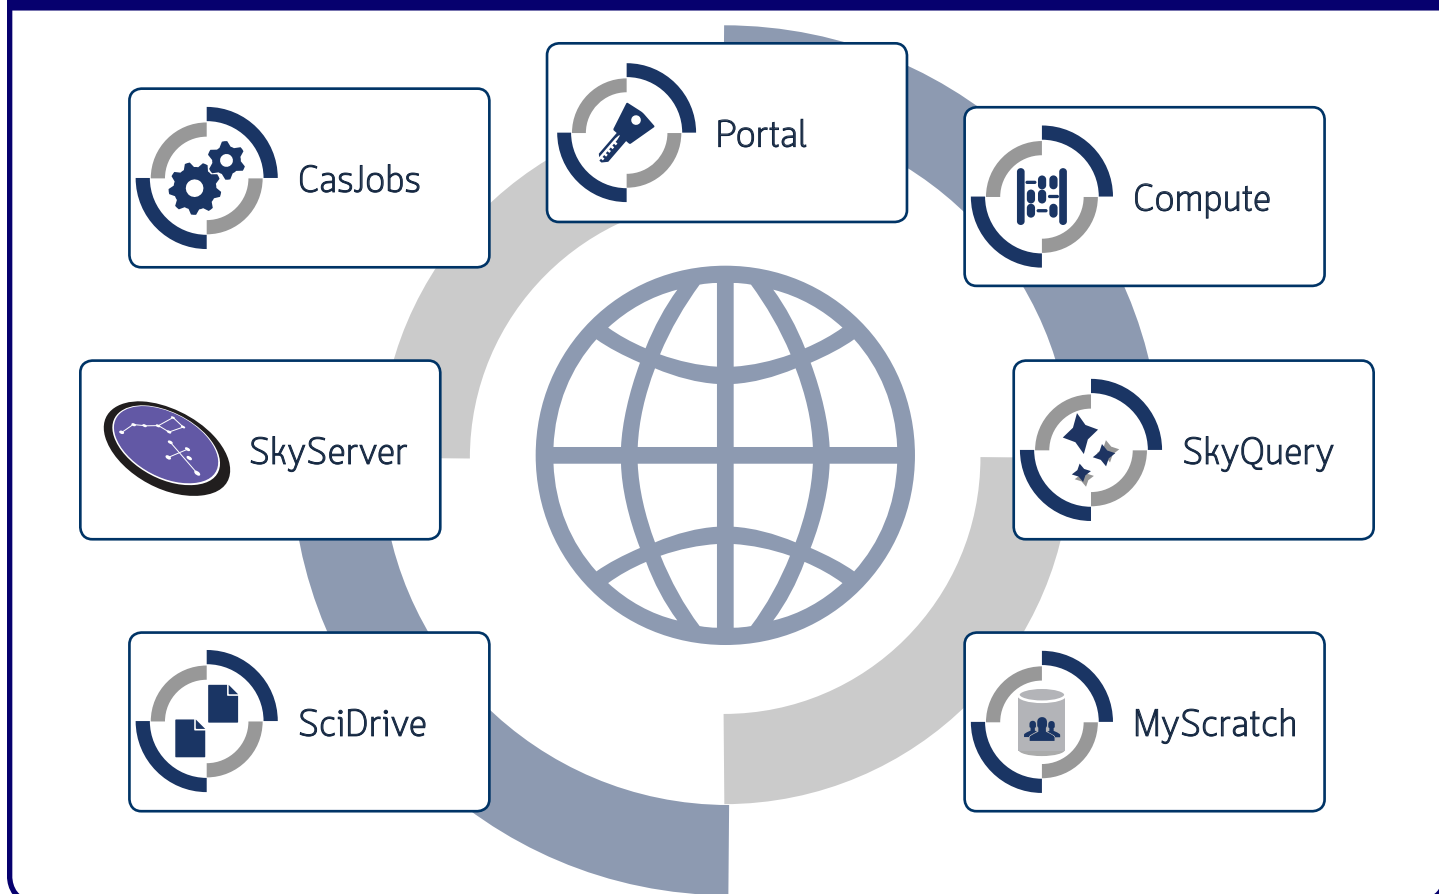 Portal
CasJobs
Compute
SkyServer
SkyQuery
SciDrive
MyScratch